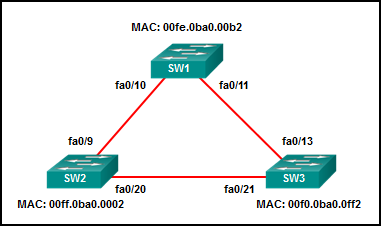 MAC: 00fe.0ba0.00b2
SW1
fa0/10
fa0/11
fa0/9
fa0/13
SW2
SW3
fa0/20
fa0/21
MAC: 00ff.0ba0.0002
MAC: 00f0.0ba0.0ff2